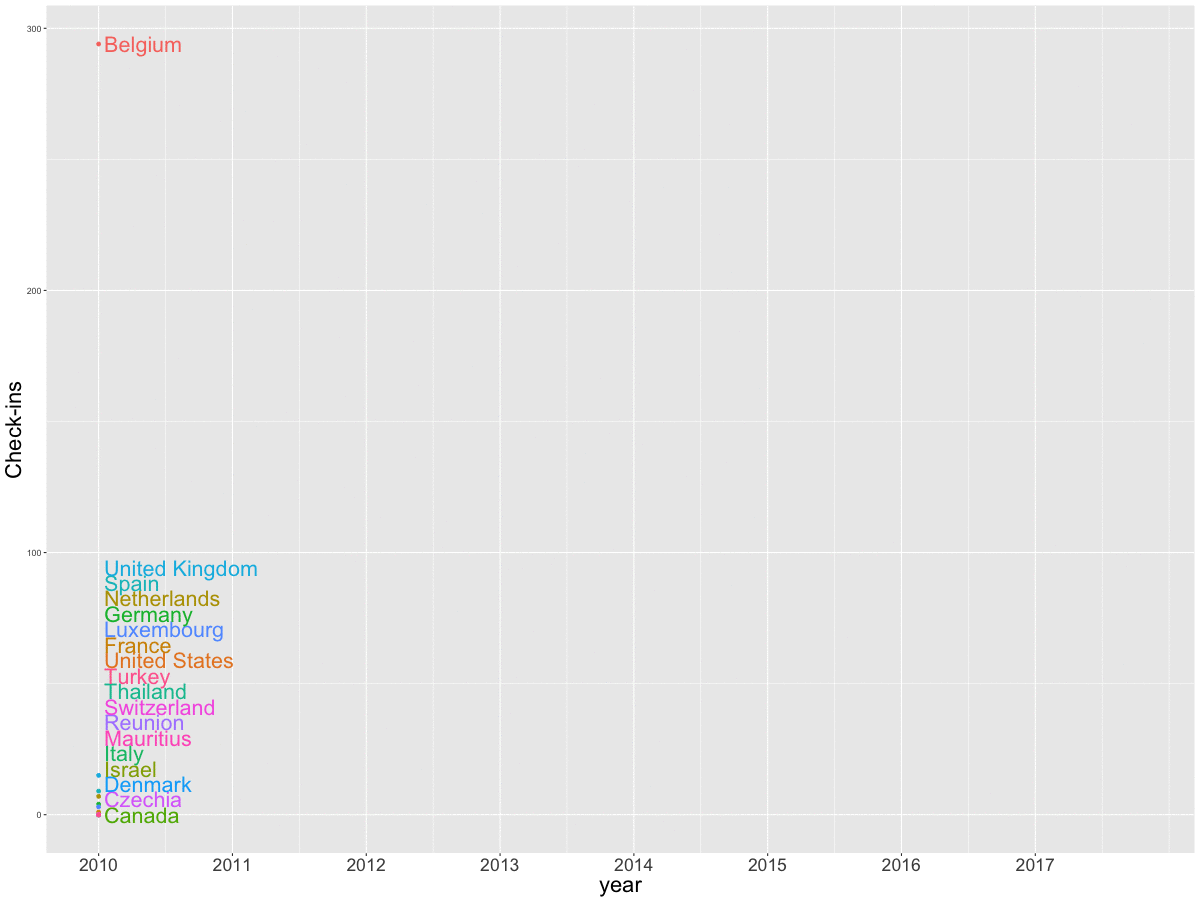 300
Belgium
200
Check-ins
100
United Kingdom
Spain
Netherlands
Germany
Luxembourg
France
United States
Turkey
Thailand
Switzerland
Reunion
Mauritius
Italy
Israel
Denmark
Czechia
Canada
0
2010 2011 2012 2013 2014 2015 2016 2017
year